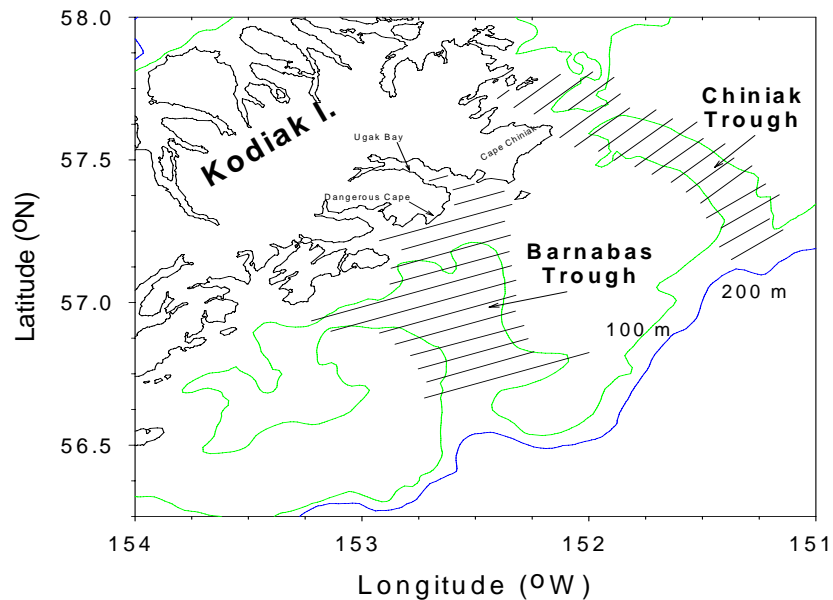 58.0
57.5
57.0
56.5
Latitude (oN)
154
153
152
151
Longitude (oW)
Kodiak I.
Ugak Bay
Cape Chiniak
Dangerous Cape
Chiniak
Trough
Barnabas
Trough
200 m
100 m